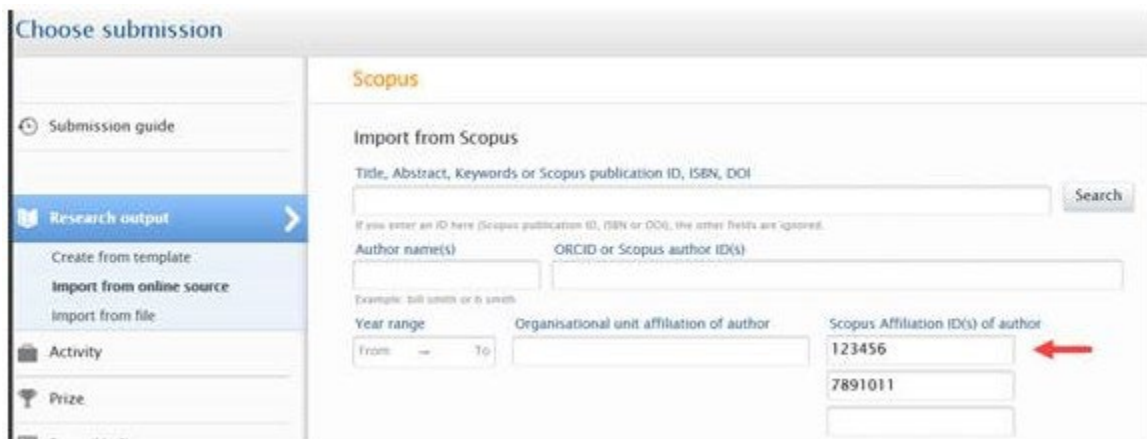 Choose submission
Submission guide
Research output
Create from template
Import from online source
Import from file
Activity
Prize
Scopus
Import from Scopus
Title, Abstract, Keywords or Scopus publication ID, ISBN, DOI
Search
If you enter an ID here (Scopus publication ID, ISBN or DOI), the other fields are ignored.
Author name(s) ORCID or Scopus author ID(s)
Example: bill smith or b smith
Year range Organisational unit affiliation of author Scopus Affiliation ID(s) of author
From → To 123456
7891011